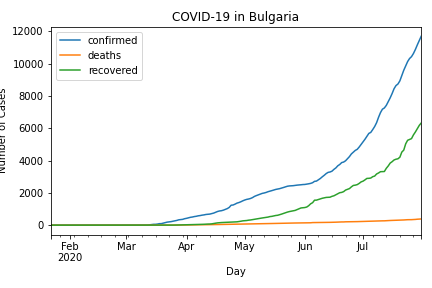 COVID-19 in Bulgaria
confirmed
deaths
recovered
Number of Cases
12000
10000
8000
6000
4000
2000
0
Feb Mar Apr May Jun Jul
2020
Day